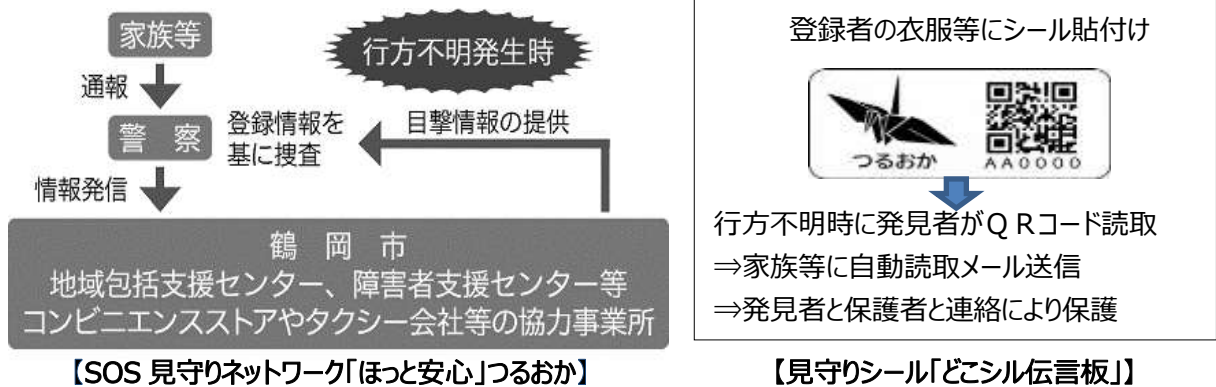 家族等
行方不明発生時
通報
警 察
登録情報を
基に捜査
目撃情報の提供
情報発信
鶴 岡 市
地域包括支援センター、障害者支援センター等
コンビニエンスストアやタクシー会社等の協力事業所
【SOS 見守りネットワーク「ほっと安心」つるおか】
登録者の衣服等にシール貼付け
つるおか
AA0000
行方不明時に発見者がQRコード読取
⇒家族等に自動読取メール送信
⇒発見者と保護者と連絡により保護
【見守りシール「どこシル伝言板」】